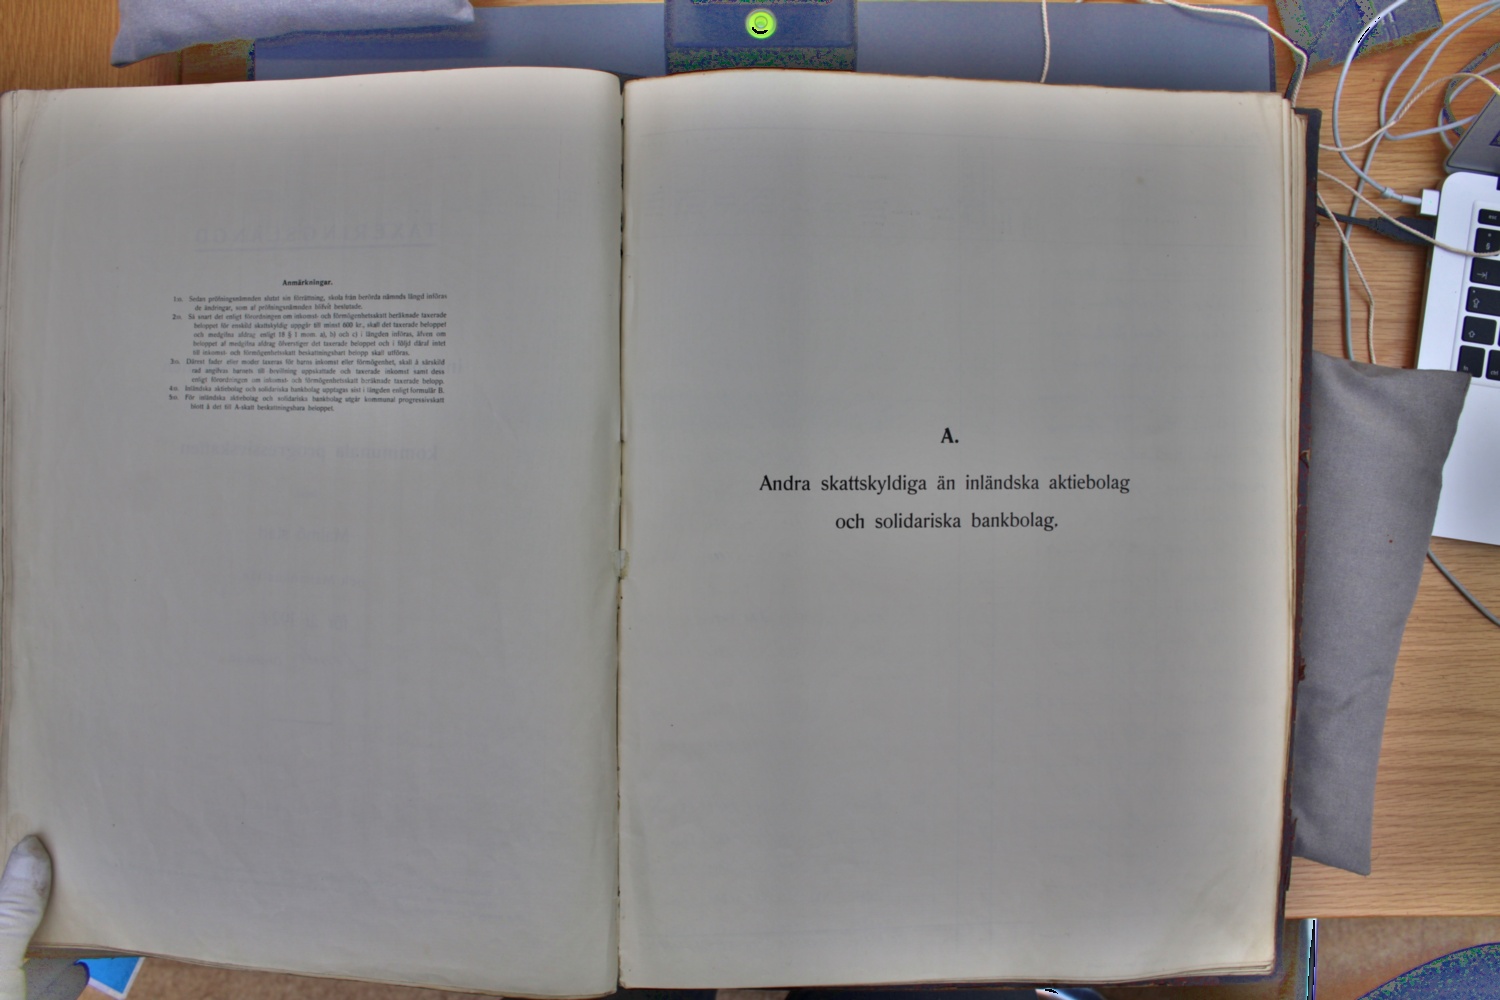 Anmärkningar.
1:o. Sedan pröfningsnämnden slutat sin förrättning, skola från berörda nämnds längd införas
de ändringar, som af pröfningsnämnden blifvit beslutade.
2:o. Så snart det enligt förordningen om inkomst- och förmögenhetsskatt beräknade taxerade
beloppet för enskild skattskyldig uppgår till minst 600 kr., skall det taxerade beloppet
och medgifna afdrag enligt 19 § 1 mom. a), b) och c) i längden införas, äfven om
beloppet af medgifna afdrag öfverstiger det taxerade beloppet och i följd däraf intet
till inkomst- och förmögenhetsskatt beskattningsbart belopp skall utföras.
3:o. Därest fader eller moder taxeras för barns inkomst eller förmögenhet, skall å särskild
rad angifvas barnets till bevillning uppskattade och taxerade inkomst samt dess
enligt förordningen om inkomst- och förmögenhetsskatt beräknade taxerade belopp.
4:o. Inländska aktiebolag och solidariska bankbolag upptagas sist i längden enligt formulär B.
5:o. För inländska aktiebolag och solidariska bankbolag utgår kommunal progressivskatt
blott å det till A-skatt beskattningsbara beloppet.
A.
Andra skattskyldiga än inländska aktiebolag
och solidariska bankbolag.